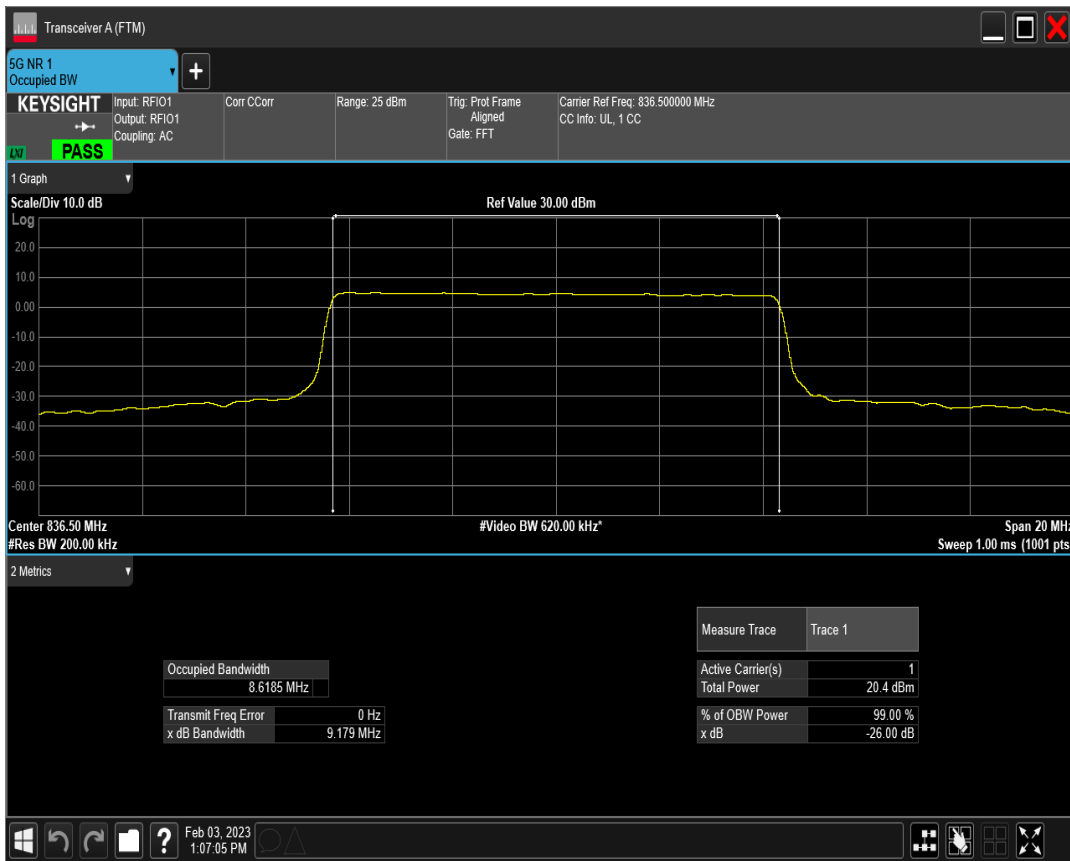 Transceiver A (FTM)
5G NR 1
Occupied BW
+
KEYSIGHT
LXI
PASS
Input: RFIO1
Output: RFIO1
Coupling: AC
Corr CCorr
Range: 25 dBm
Trig: Prot Frame
Aligned
Gate: FFT
Carrier Ref Freq: 836.500000 MHz
CC Info: UL, 1 CC
1 Graph
Scale/Div 10.0 dB
Ref Value 30.00 dBm
Log
20.0
10.0
0.00
-10.0
-20.0
-30.0
-40.0
-50.0
-60.0
Center 836.50 MHz
#Video BW 620.00 kHz*
Span 20 MHz
#Res BW 200.00 kHz
Sweep 1.00 ms (1001 pts
2 Metrics
Measure Trace Trace 1
Occupied Bandwidth
8.6185 MHz
Active Carrier(s) 1
Total Power 20.4 dBm
Transmit Freq Error 0 Hz
x dB Bandwidth 9.179 MHz
% of OBW Power 99.00 %
x dB -26.00 dB
?
Feb 03, 2023
1:07:05 PM